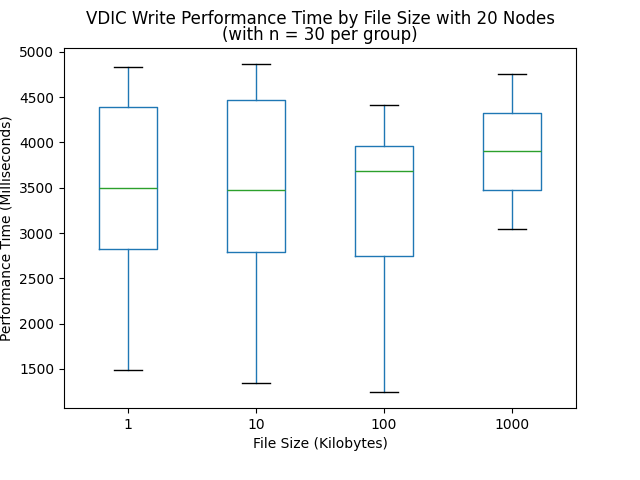 VDIC Write Performance Time by File Size with 20 Nodes
(with n = 30 per group)
Performance Time (Milliseconds)
5000
4500
4000
3500
3000
2500
2000
1500
1 10 100 1000
File Size (Kilobytes)